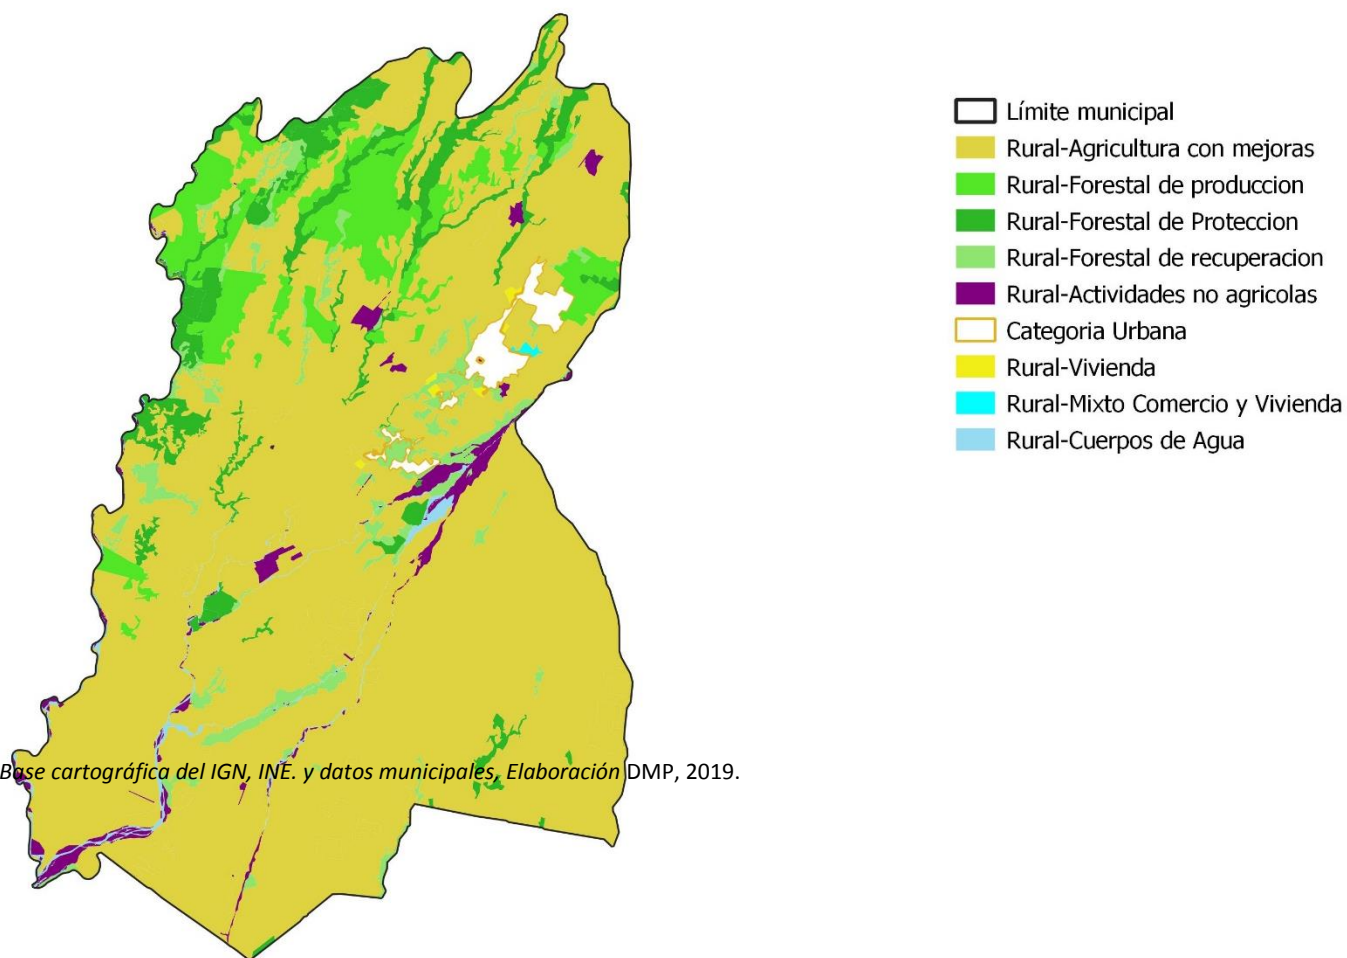 Límite municipal
Rural-Agricultura con mejoras
Rural-Forestal de produccion
Rural-Forestal de Proteccion
Rural-Forestal de recuperacion
Rural-Actividades no agricolas
Categoria Urbana
Rural-Vivienda
Rural-Mixto Comercio y Vivienda
Rural-Cuerpos de Agua
Base cartográfica del IGN, INE. y datos municipales, Elaboración DMP, 2019.